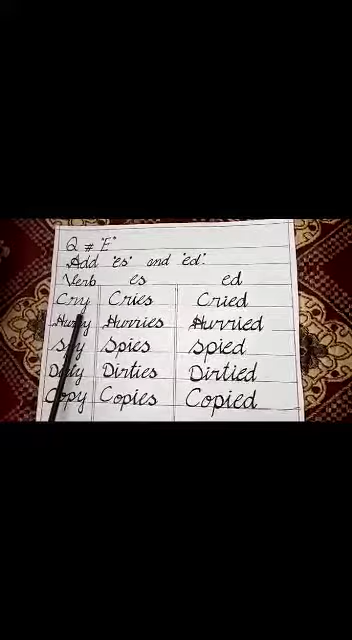 Q # "E"
Add "es" and "ed".
Verb es ed
Cry Cries Cried
Hurry Hurries Hurried
Spy Spies Spied
Dirty Dirties Dirtied
Copy Copies Copied